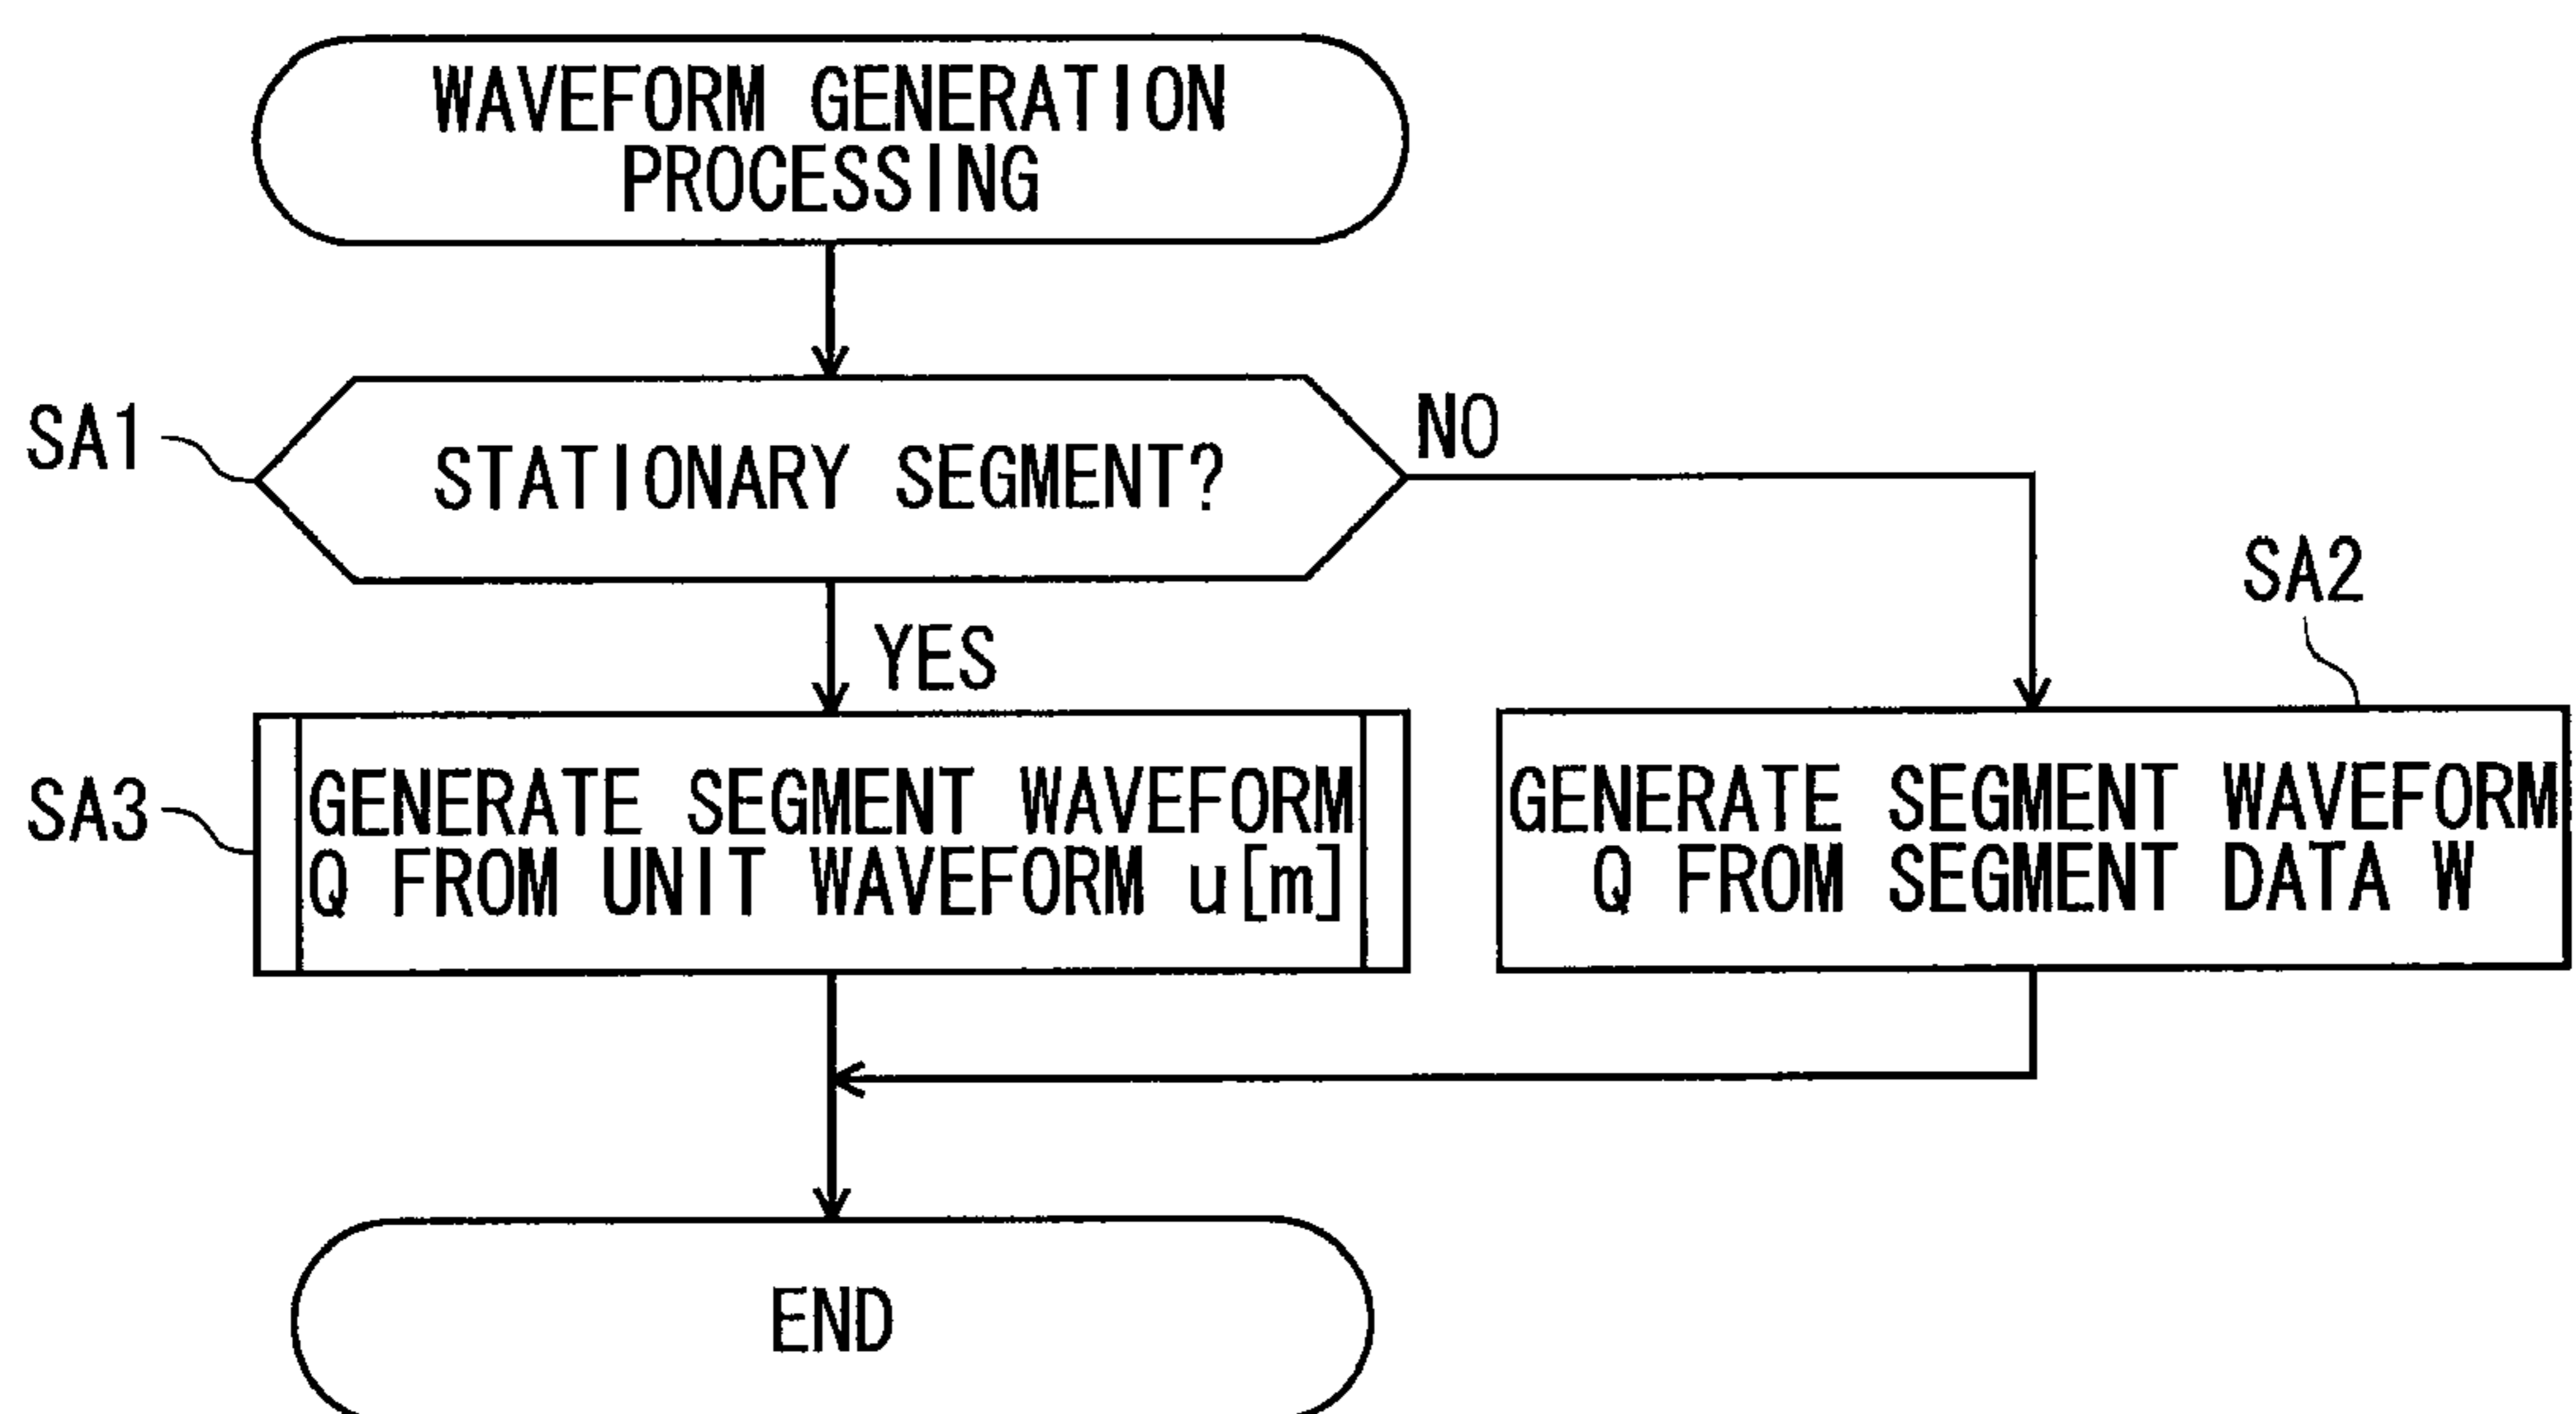 WAVEFORM GENERATION
PROCESSING
SA1
STATIONARY SEGMENT?
NO
YES
SA2
SA3
GENERATE SEGMENT WAVEFORM
Q FROM UNIT WAVEFORM u[m]
GENERATE SEGMENT WAVEFORM
Q FROM SEGMENT DATA W
END